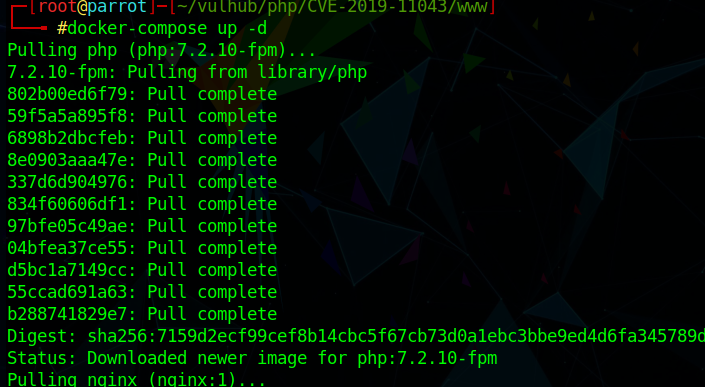 ┌─[root@parrot]─[~/vulhub/php/CVE-2019-11043/www]
└──╼ #docker-compose up -d
Pulling php (php:7.2.10-fpm)...
7.2.10-fpm: Pulling from library/php
802b00ed6f79: Pull complete
59f5a5a895f8: Pull complete
6898b2dbcfeb: Pull complete
8e0903aaa47e: Pull complete
337d6d904976: Pull complete
834f60606df1: Pull complete
97bfe05c49ae: Pull complete
04bfea37ce55: Pull complete
d5bc1a7149cc: Pull complete
55ccad691a63: Pull complete
b288741829e7: Pull complete
Digest: sha256:7159d2ecf99cef8b14cbc5f67cb73d0a1ebc3bbe9ed4d6fa345789d
Status: Downloaded newer image for php:7.2.10-fpm
Pulling nginx (nginx:1)...